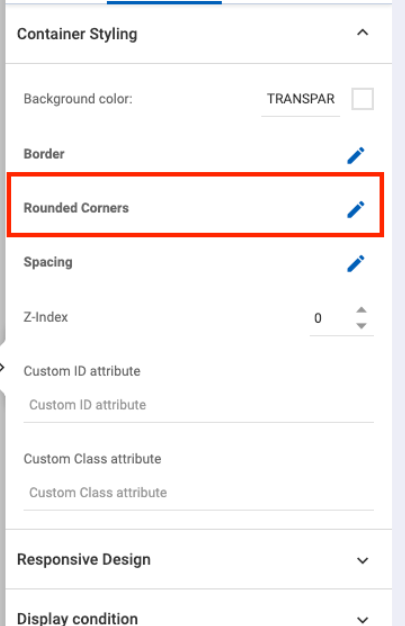 Container Styling
Background color: TRANSPAR
Border
Rounded Corners
Spacing
Z-Index 0
Custom ID attribute
Custom ID attribute
Custom Class attribute
Custom Class attribute
Responsive Design
Display condition